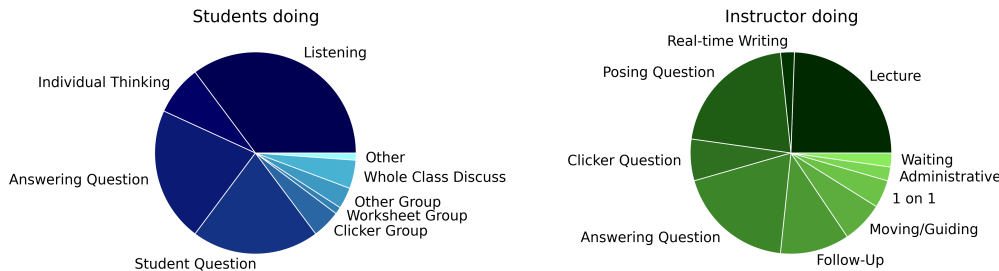 Students doing
Listening
Individual Thinking
Answering Question
Student Question
Clicker Group
Worksheet Group
Other Group
Whole Class Discuss
Other
Instructor doing
Lecture
Real-time Writing
Posing Question
Clicker Question
Answering Question
Follow-Up
Moving/Guiding
1 on 1
Administrative
Waiting